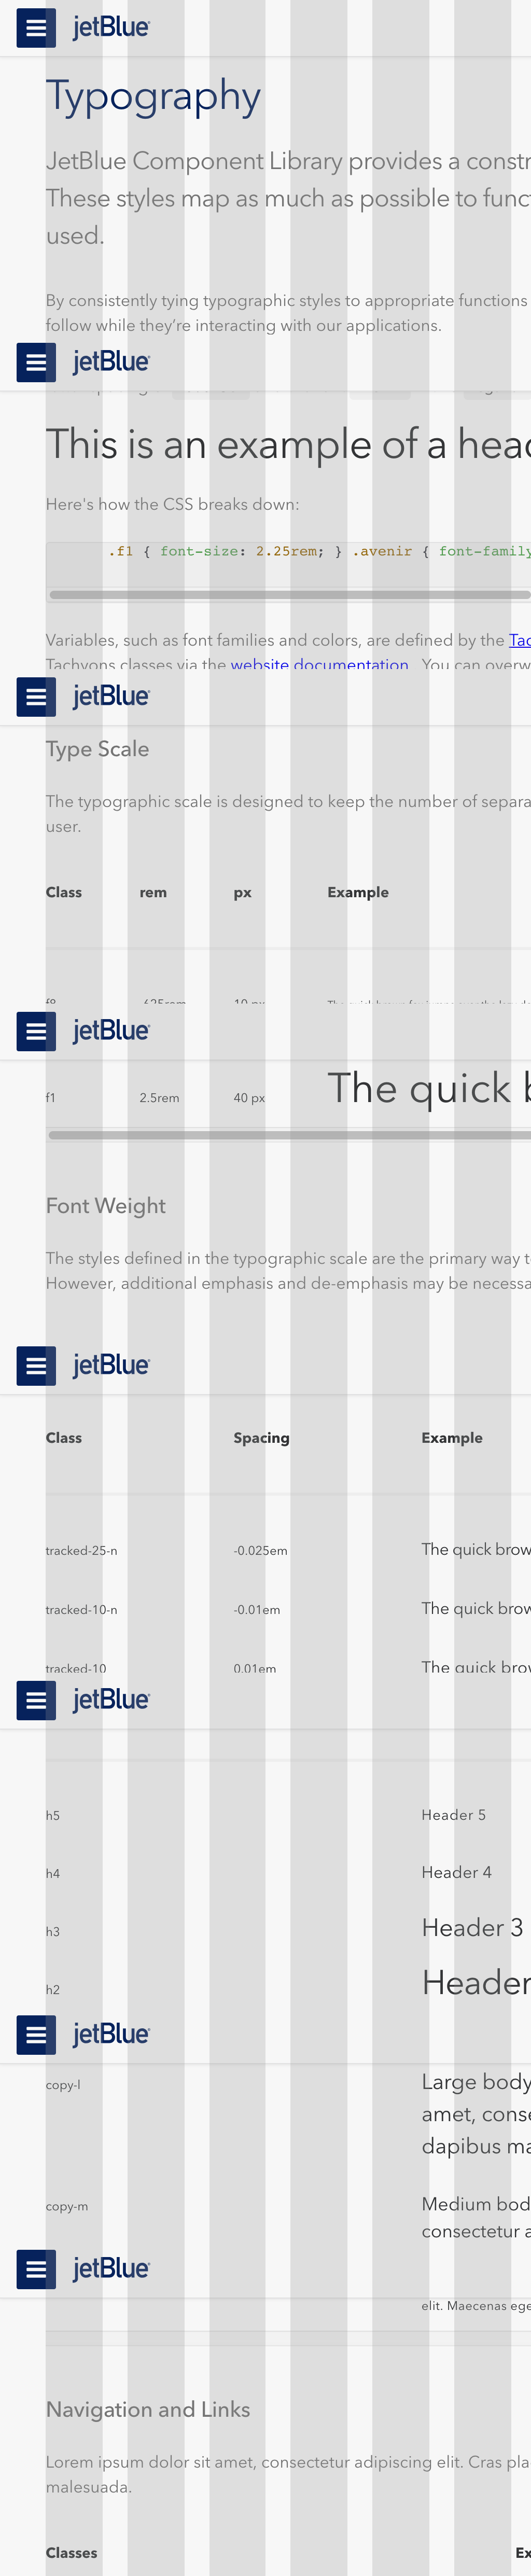 jetBlue
Typography
JetBlue Component Library provides a constr
These styles map as much as possible to funct
used.
By consistently tying typographic styles to appropriate functions
follow while they’re interacting with our applications.
jetBlue
This is an example of a head
Here's how the CSS breaks down:
.f1 { font-size: 2.25rem; } .avenir { font-family
Variables, such as font families and colors, are defined by the Tac
Tachyons classes via the website documentation. You can overw
jetBlue
Type Scale
The typographic scale is designed to keep the number of separa
user.
Class rem px Example
f8 .625rem 10 px
jetBlue
f1 2.5rem 40 px The quick b
Font Weight
The styles defined in the typographic scale are the primary way t
However, additional emphasis and de-emphasis may be necessa
jetBlue
Class Spacing Example
tracked-25-n -0.025em The quick brow
tracked-10-n -0.01em The quick brow
tracked-10 0.01em The quick brow
jetBlue
h5 Header 5
h4 Header 4
h3 Header 3
h2 Header
jetBlue
copy-l Large body
amet, conse
dapibus ma
copy-m Medium bod
consectetur a
jetBlue
elit. Maecenas ege
Navigation and Links
Lorem ipsum dolor sit amet, consectetur adipiscing elit. Cras pla
malesuada.
Classes Ex